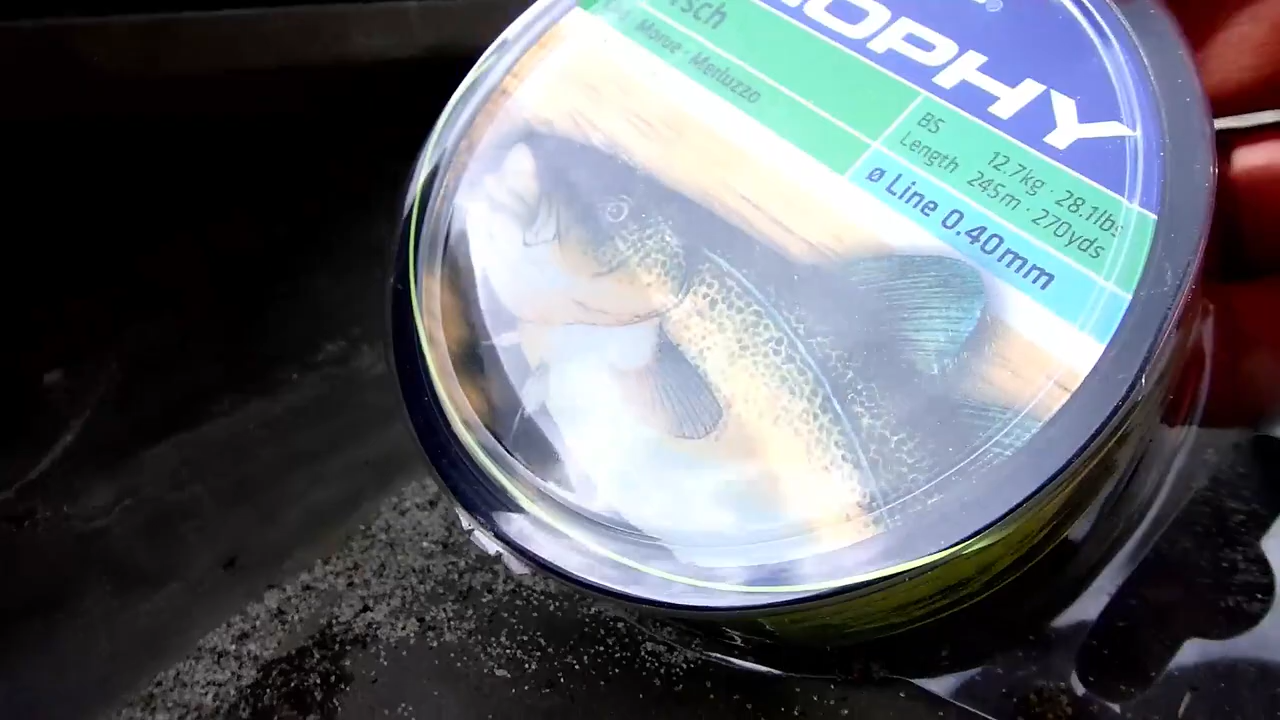 OPHY
sch
Morue · Merluzzo
BS 12.7kg · 28.1lbs
Length 245m · 270yds
ø Line 0.40mm